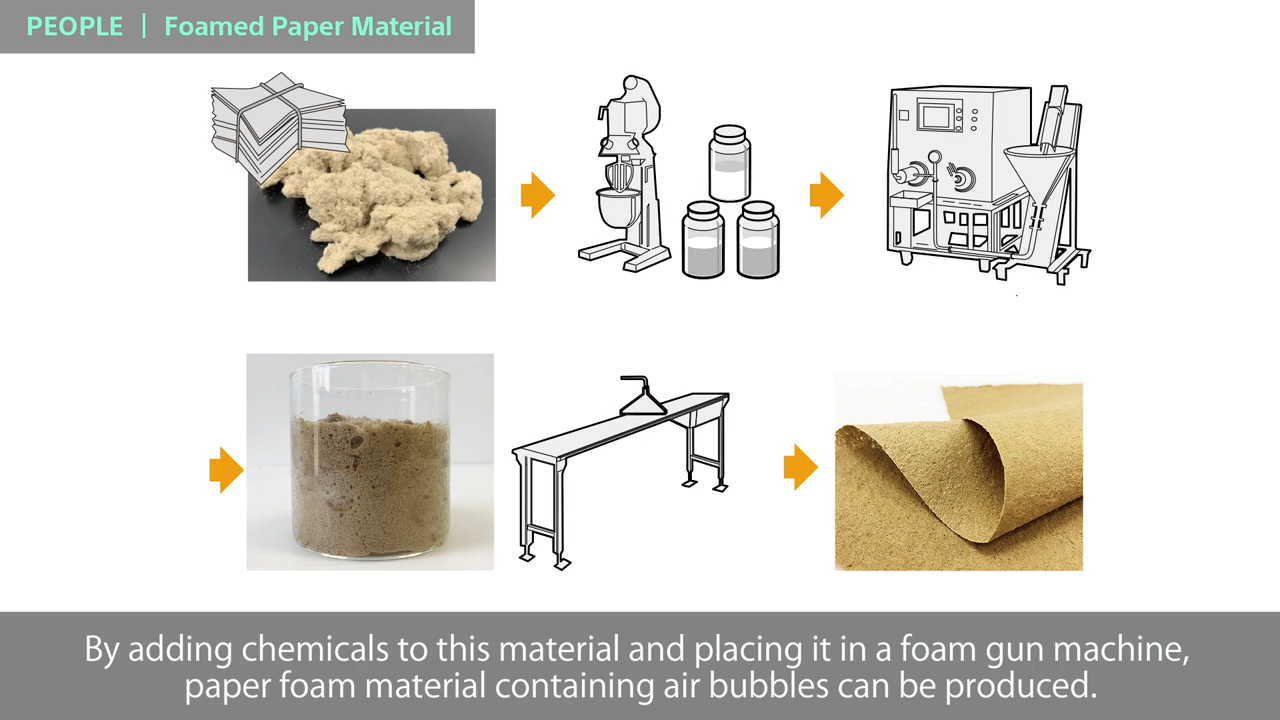 PEOPLE | Foamed Paper Material
By adding chemicals to this material and placing it in a foam gun machine,
paper foam material containing air bubbles can be produced.